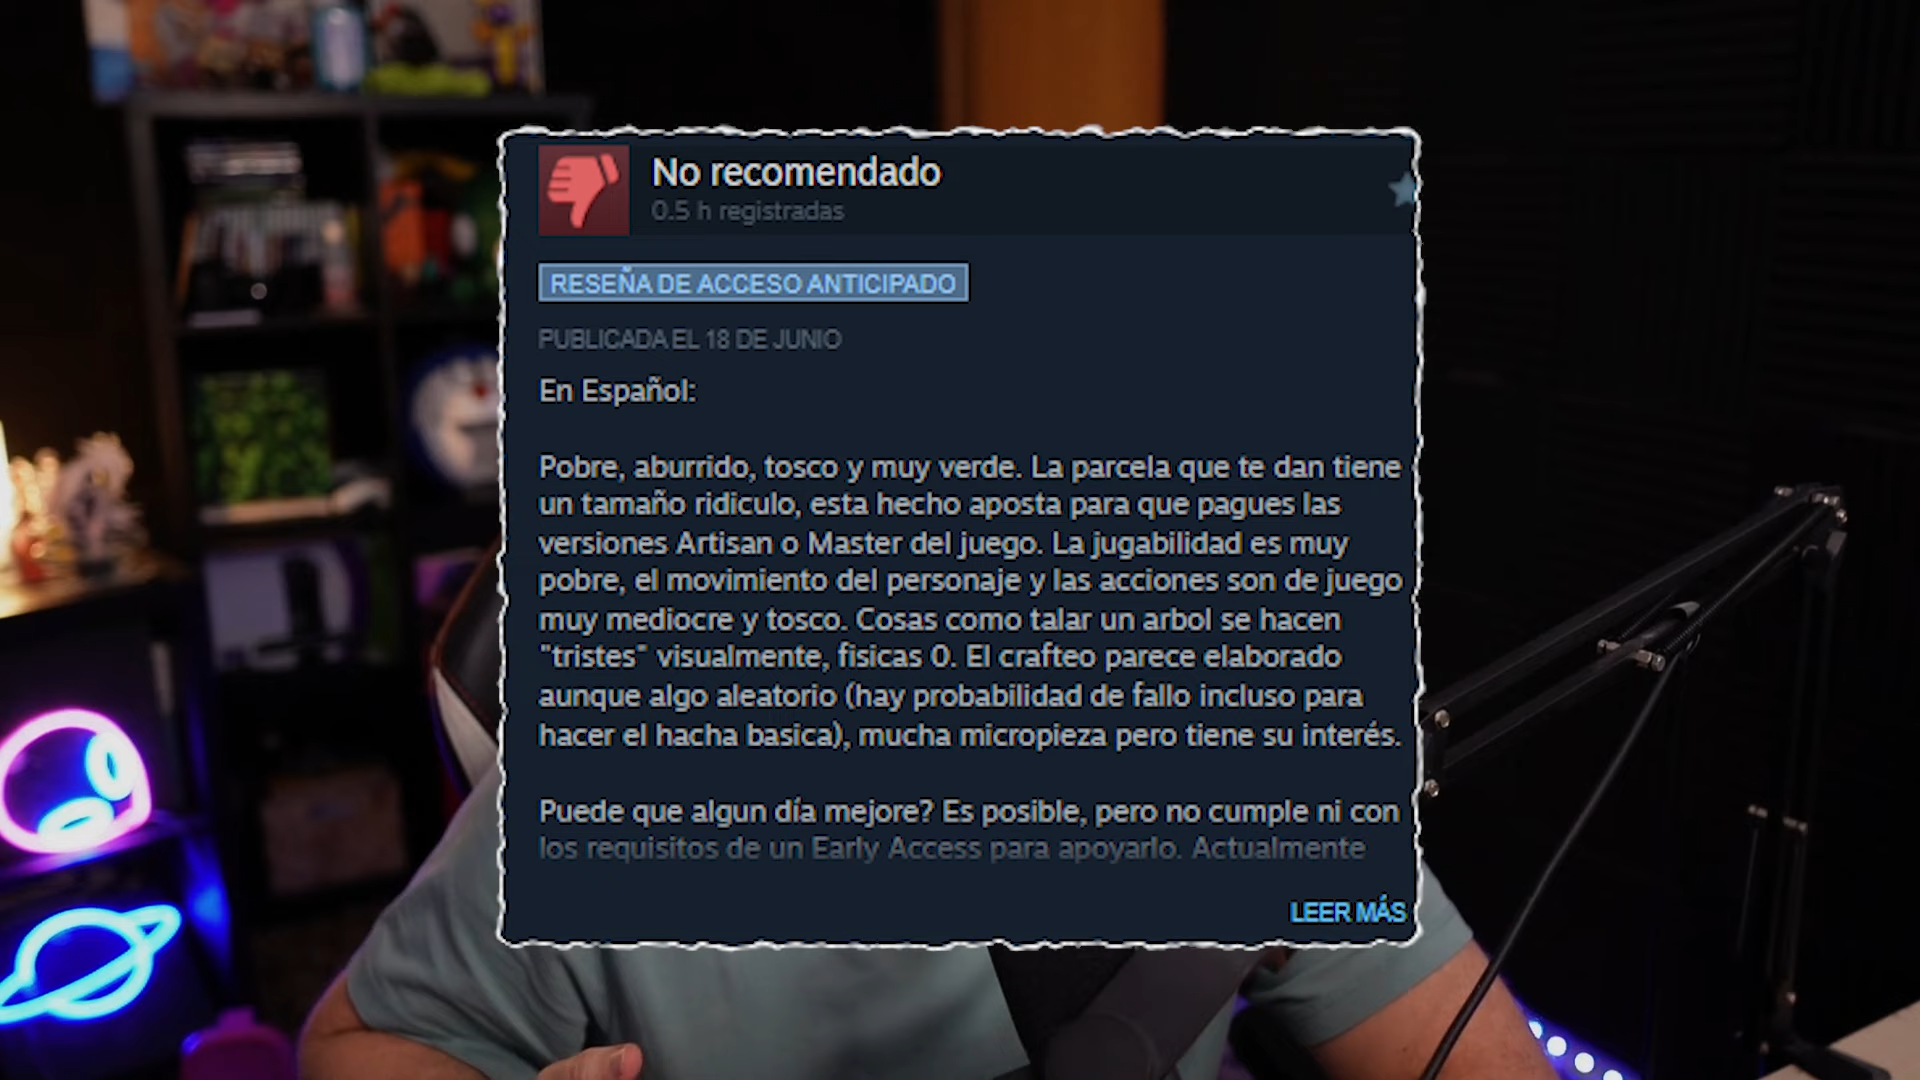 No recomendado
0.5 h registradas
RESEÑA DE ACCESO ANTICIPADO
PUBLICADA EL 18 DE JUNIO
En Español:
Pobre, aburrido, tosco y muy verde. La parcela que te dan tiene
un tamaño ridiculo, esta hecho aposta para que pagues las
versiones Artisan o Master del juego. La jugabilidad es muy
pobre, el movimiento del personaje y las acciones son de juego
muy mediocre y tosco. Cosas como talar un arbol se hacen
"tristes" visualmente, fisicas 0. El crafteo parece elaborado
aunque algo aleatorio (hay probabilidad de fallo incluso para
hacer el hacha basica), mucha micropieza pero tiene su interés.
Puede que algun día mejore? Es posible, pero no cumple ni con
los requisitos de un Early Access para apoyarlo. Actualmente
LEER MÁS